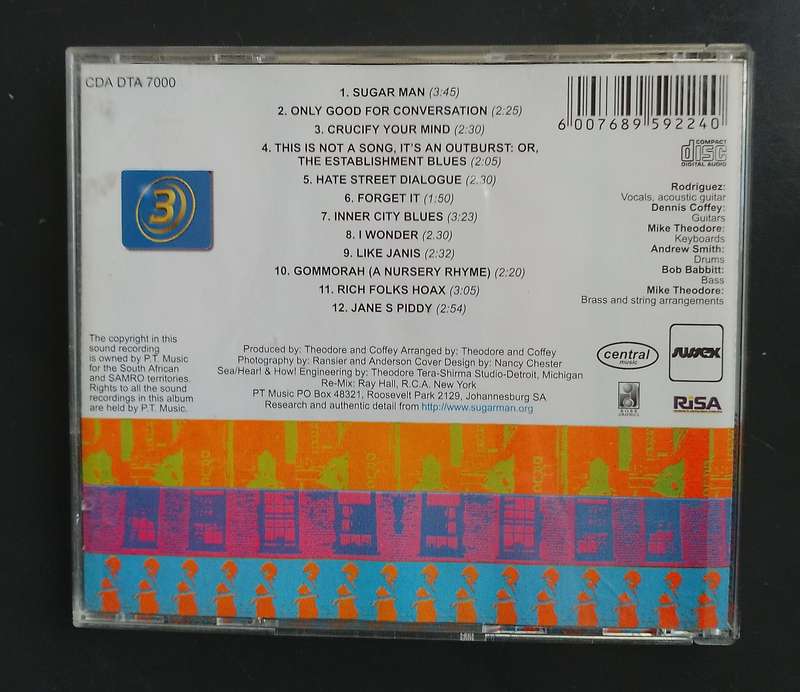 CDA DTA 7000
1. SUGAR MAN (3:45)
2. ONLY GOOD FOR CONVERSATION (2:25)
3. CRUCIFY YOUR MIND (2:30)
4. THIS IS NOT A SONG, IT'S AN OUTBURST: OR,
THE ESTABLISHMENT BLUES (2:05)
5. HATE STREET DIALOGUE (2.30)
6. FORGET IT (1:50)
7. INNER CITY BLUES (3:23)
8. I WONDER (2.30)
9. LIKE JANIS (2:32)
10. GOMMORAH (A NURSERY RHYME) (2:20)
11. RICH FOLKS HOAX (3:05)
12. JANE S PIDDY (2:54)
3
6 007689 592240
COMPACT
disc
DIGITAL AUDIO
Rodriguez:
Vocals, acoustic guitar
Dennis Coffey:
Guitars
Mike Theodore:
Keyboards
Andrew Smith:
Drums
Bob Babbitt:
Bass
Mike Theodore:
Brass and string arrangements
The copyright in this
sound recording
is owned by P.T. Music
for the South African
and SAMRO territories.
Rights to all the sound
recordings in this album
are held by P.T. Music.
Produced by: Theodore and Coffey Arranged by: Theodore and Coffey
Photography by: Ransier and Anderson Cover Design by: Nancy Chester
Sea/Hear! & How! Engineering by: Theodore Tera-Shirma Studio-Detroit, Michigan
Re-Mix: Ray Hall, R.C.A. New York
PT Music PO Box 48321, Roosevelt Park 2129, Johannesburg SA
Research and authentic detail from http://www.sugarman.org
central
music
SUSSEX
RiSA